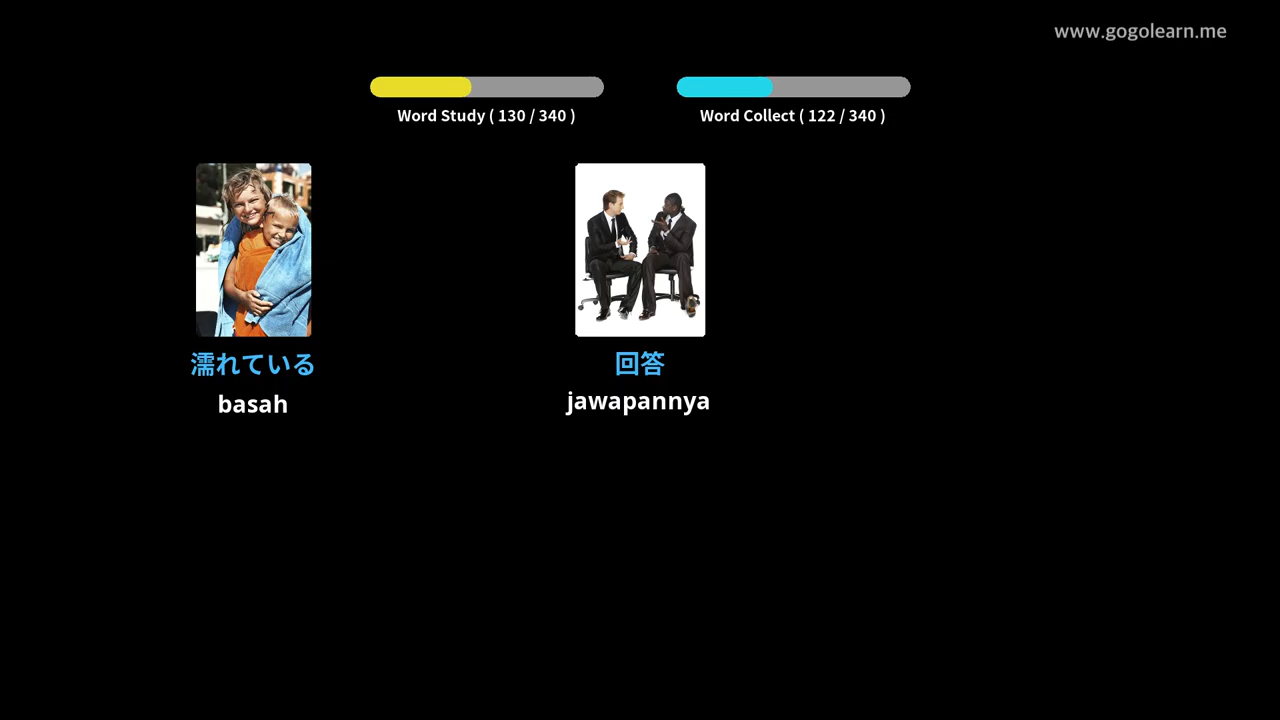 www.gogolearn.me
Word Study ( 130 / 340 )
Word Collect ( 122 / 340 )
濡れている
basah
回答
jawapannya